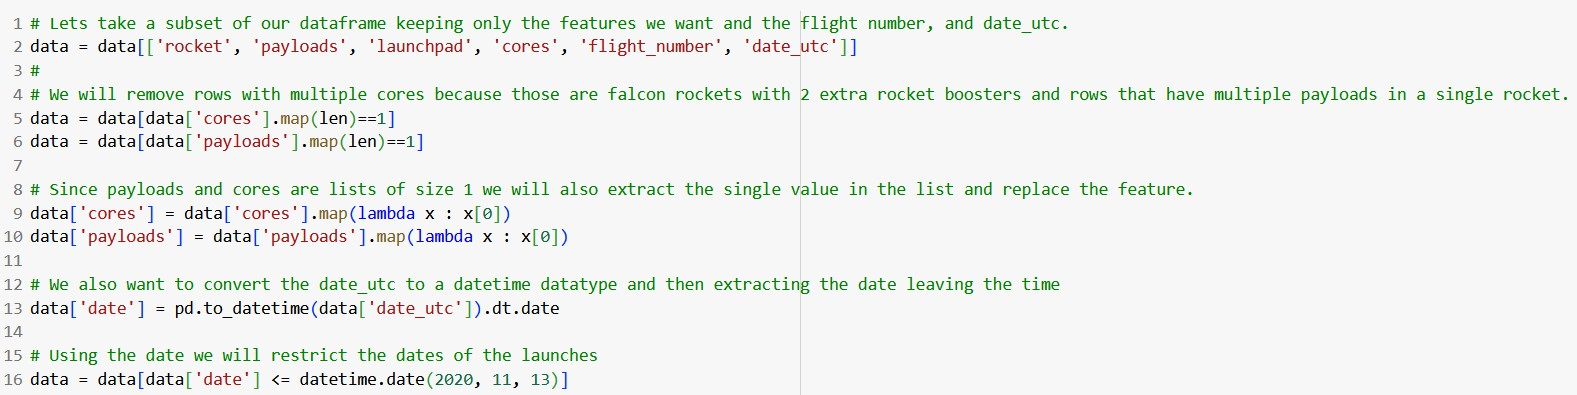 1 # Lets take a subset of our dataframe keeping only the features we want and the flight number, and date_utc.
2 data = data[['rocket', 'payloads', 'launchpad', 'cores', 'flight_number', 'date_utc']]
3 #
4 # We will remove rows with multiple cores because those are falcon rockets with 2 extra rocket boosters and rows that have multiple payloads in a single rocket.
5 data = data[data['cores'].map(len)==1]
6 data = data[data['payloads'].map(len)==1]
7
8 # Since payloads and cores are lists of size 1 we will also extract the single value in the list and replace the feature.
9 data['cores'] = data['cores'].map(lambda x : x[0])
10 data['payloads'] = data['payloads'].map(lambda x : x[0])
11
12 # We also want to convert the date_utc to a datetime datatype and then extracting the date leaving the time
13 data['date'] = pd.to_datetime(data['date_utc']).dt.date
14
15 # Using the date we will restrict the dates of the launches
16 data = data[data['date'] <= datetime.date(2020, 11, 13)]